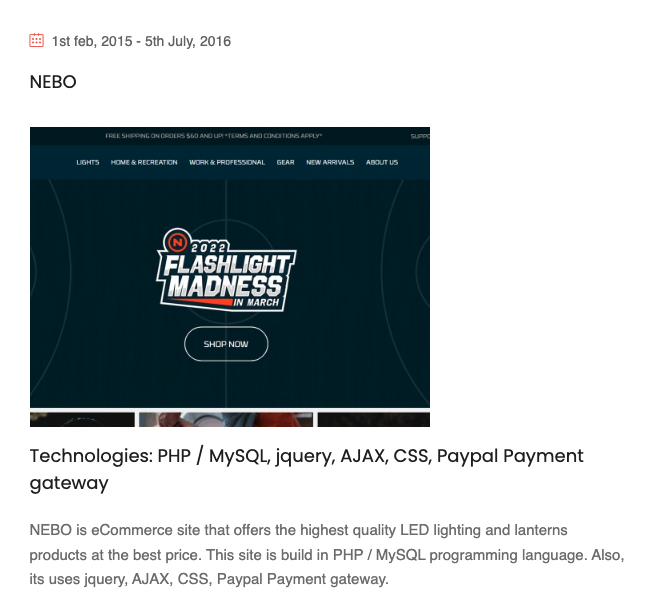 1st feb, 2015 - 5th July, 2016
NEBO
FREE SHIPPING ON ORDERS $60 AND UP! *TERMS AND CONDITIONS APPLY*
LIGHTS HOME & RECREATION WORK & PROFESSIONAL GEAR NEW ARRIVALS ABOUT US
N
2022
FLASHLIGHT
MADNESS
IN MARCH
SHOP NOW
Technologies: PHP / MySQL, jquery, AJAX, CSS, Paypal Payment
gateway
NEBO is eCommerce site that offers the highest quality LED lighting and lanterns
products at the best price. This site is build in PHP / MySQL programming language. Also,
its uses jquery, AJAX, CSS, Paypal Payment gateway.